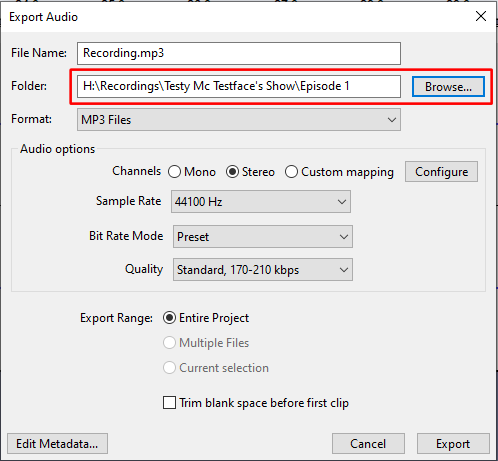 Export Audio
File Name: Recording.mp3
Folder: H:\Recordings\Testy Mc Testface's Show\Episode 1 Browse...
Format: MP3 Files
Audio options
Channels Mono Stereo Custom mapping Configure
Sample Rate 44100 Hz
Bit Rate Mode Preset
Quality Standard, 170-210 kbps
Export Range: Entire Project
Multiple Files
Current selection
Trim blank space before first clip
Edit Metadata... Cancel Export